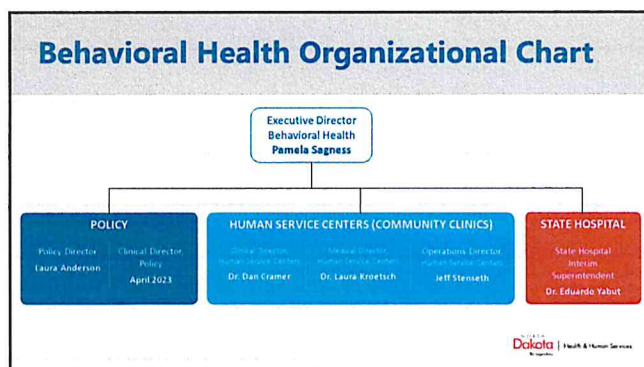 Behavioral Health Organizational Chart
Executive Director
Behavioral Health
Pamela Sagness
POLICY
Policy Director
Laura Anderson
Clinical Director,
Policy
April 2023
HUMAN SERVICE CENTERS (COMMUNITY CLINICS)
Clinical Director,
Human Service Centers
Dr. Dan Cramer
Medical Director,
Human Service Centers
Dr. Laura Kroetsch
Operations Director,
Human Service Centers
Jeff Stenseth
STATE HOSPITAL
State Hospital
Interim
Superintendent
Dr. Eduardo Yabut
NORTH
Dakota | Health & Human Services
Be Legendary.